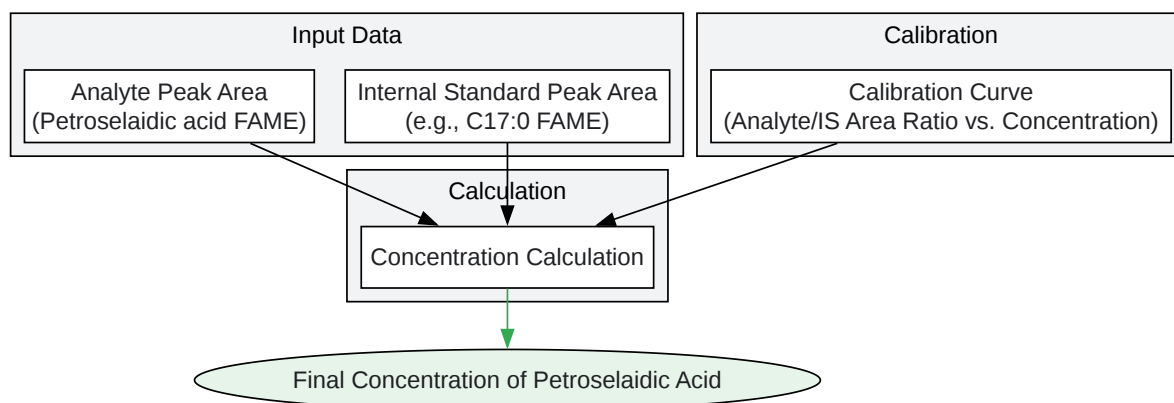 Input Data
Calibration
Analyte Peak Area
(Petroselaidic acid FAME)
Internal Standard Peak Area
(e.g., C17:0 FAME)
Calibration Curve
(Analyte/IS Area Ratio vs. Concentration)
Calculation
Concentration Calculation
Final Concentration of Petroselaidic Acid